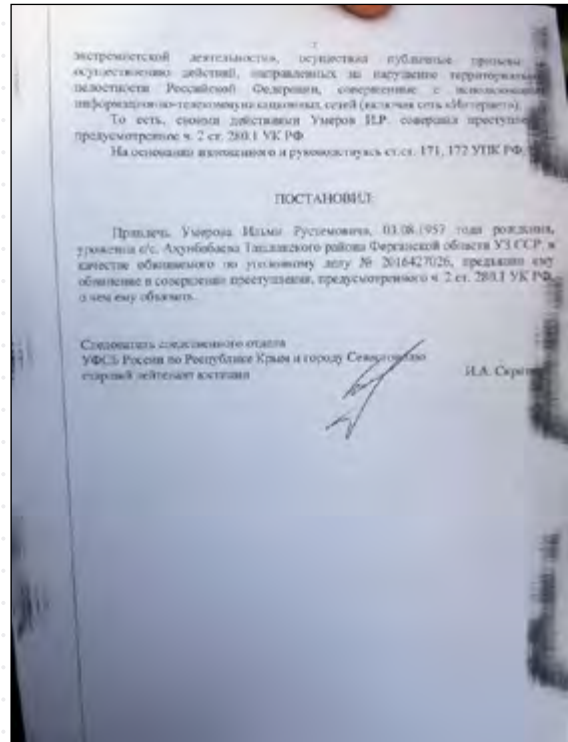 экстремистской деятельности», осуществил публичные призывы
осуществлению действий, направленных на нарушение
целостности Российской Федерации, совершенные с
информационно-телекоммуникационных сетей (включая сеть «Интернет»).
То есть, своими действиями Умеров И.Р. совершил
предусмотренное ч. 2 ст. 280.1 УК РФ.
На основании изложенного и руководствуясь ст.ст. 171, 172 УПК РФ,
ПОСТАНОВИЛ:
Привлечь Умерова Ильми Рустемовича, 03.08.1957 года рождения,
уроженца с/с. Ахунбабаева Ташлакского района Ферганской области УЗ ССР, в
качестве обвиняемого по уголовному делу № 2016427026, предъявив ему
обвинение в совершении преступления, предусмотренного ч. 2 ст. 280.1 УК РФ,
о чем ему объявить.
Следователь следственного отдела
УФСБ России по Республике Крым и городу Севастополю
старший лейтенант юстиции
И.А.